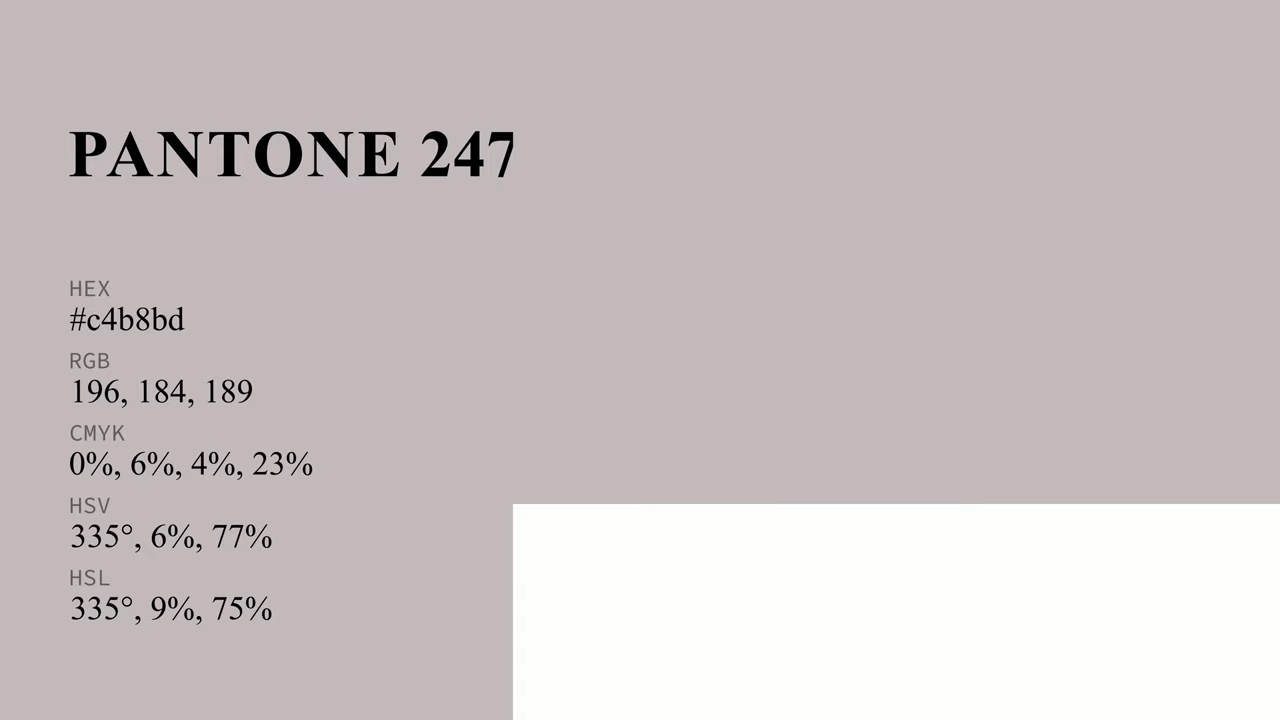 PANTONE 247
HEX
#c4b8bd
RGB
196, 184, 189
CMYK
0%, 6%, 4%, 23%
HSV
335°, 6%, 77%
HSL
335°, 9%, 75%